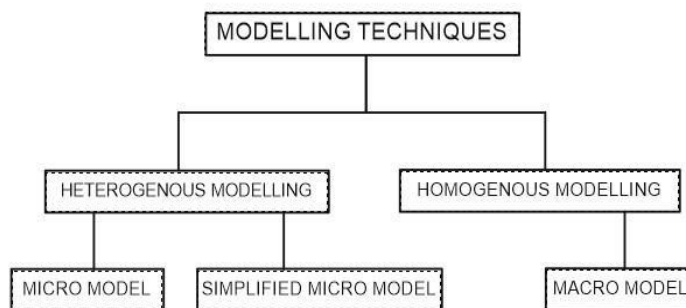 MODELLING TECHNIQUES
HETEROGENOUS MODELLING
HOMOGENOUS MODELLING
MICRO MODEL
SIMPLIFIED MICRO MODEL
MACRO MODEL